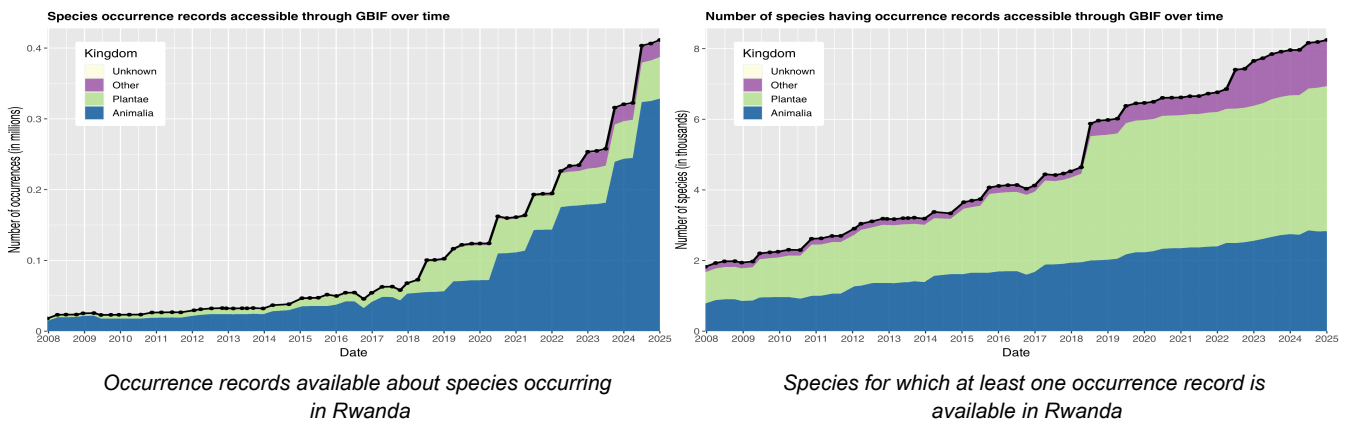 Species occurrence records accessible through GBIF over time
Number of occurrences (in millions)
0.4
0.3
0.2
0.1
0
Kingdom
Unknown
Other
Plantae
Animalia
2008 2009 2010 2011 2012 2013 2014 2015 2016 2017 2018 2019 2020 2021 2022 2023 2024 2025
Date
Occurrence records available about species occurring
in Rwanda
Number of species having occurrence records accessible through GBIF over time
Number of species (in thousands)
8
6
4
2
0
Kingdom
Unknown
Other
Plantae
Animalia
2008 2009 2010 2011 2012 2013 2014 2015 2016 2017 2018 2019 2020 2021 2022 2023 2024 2025
Date
Species for which at least one occurrence record is
available in Rwanda